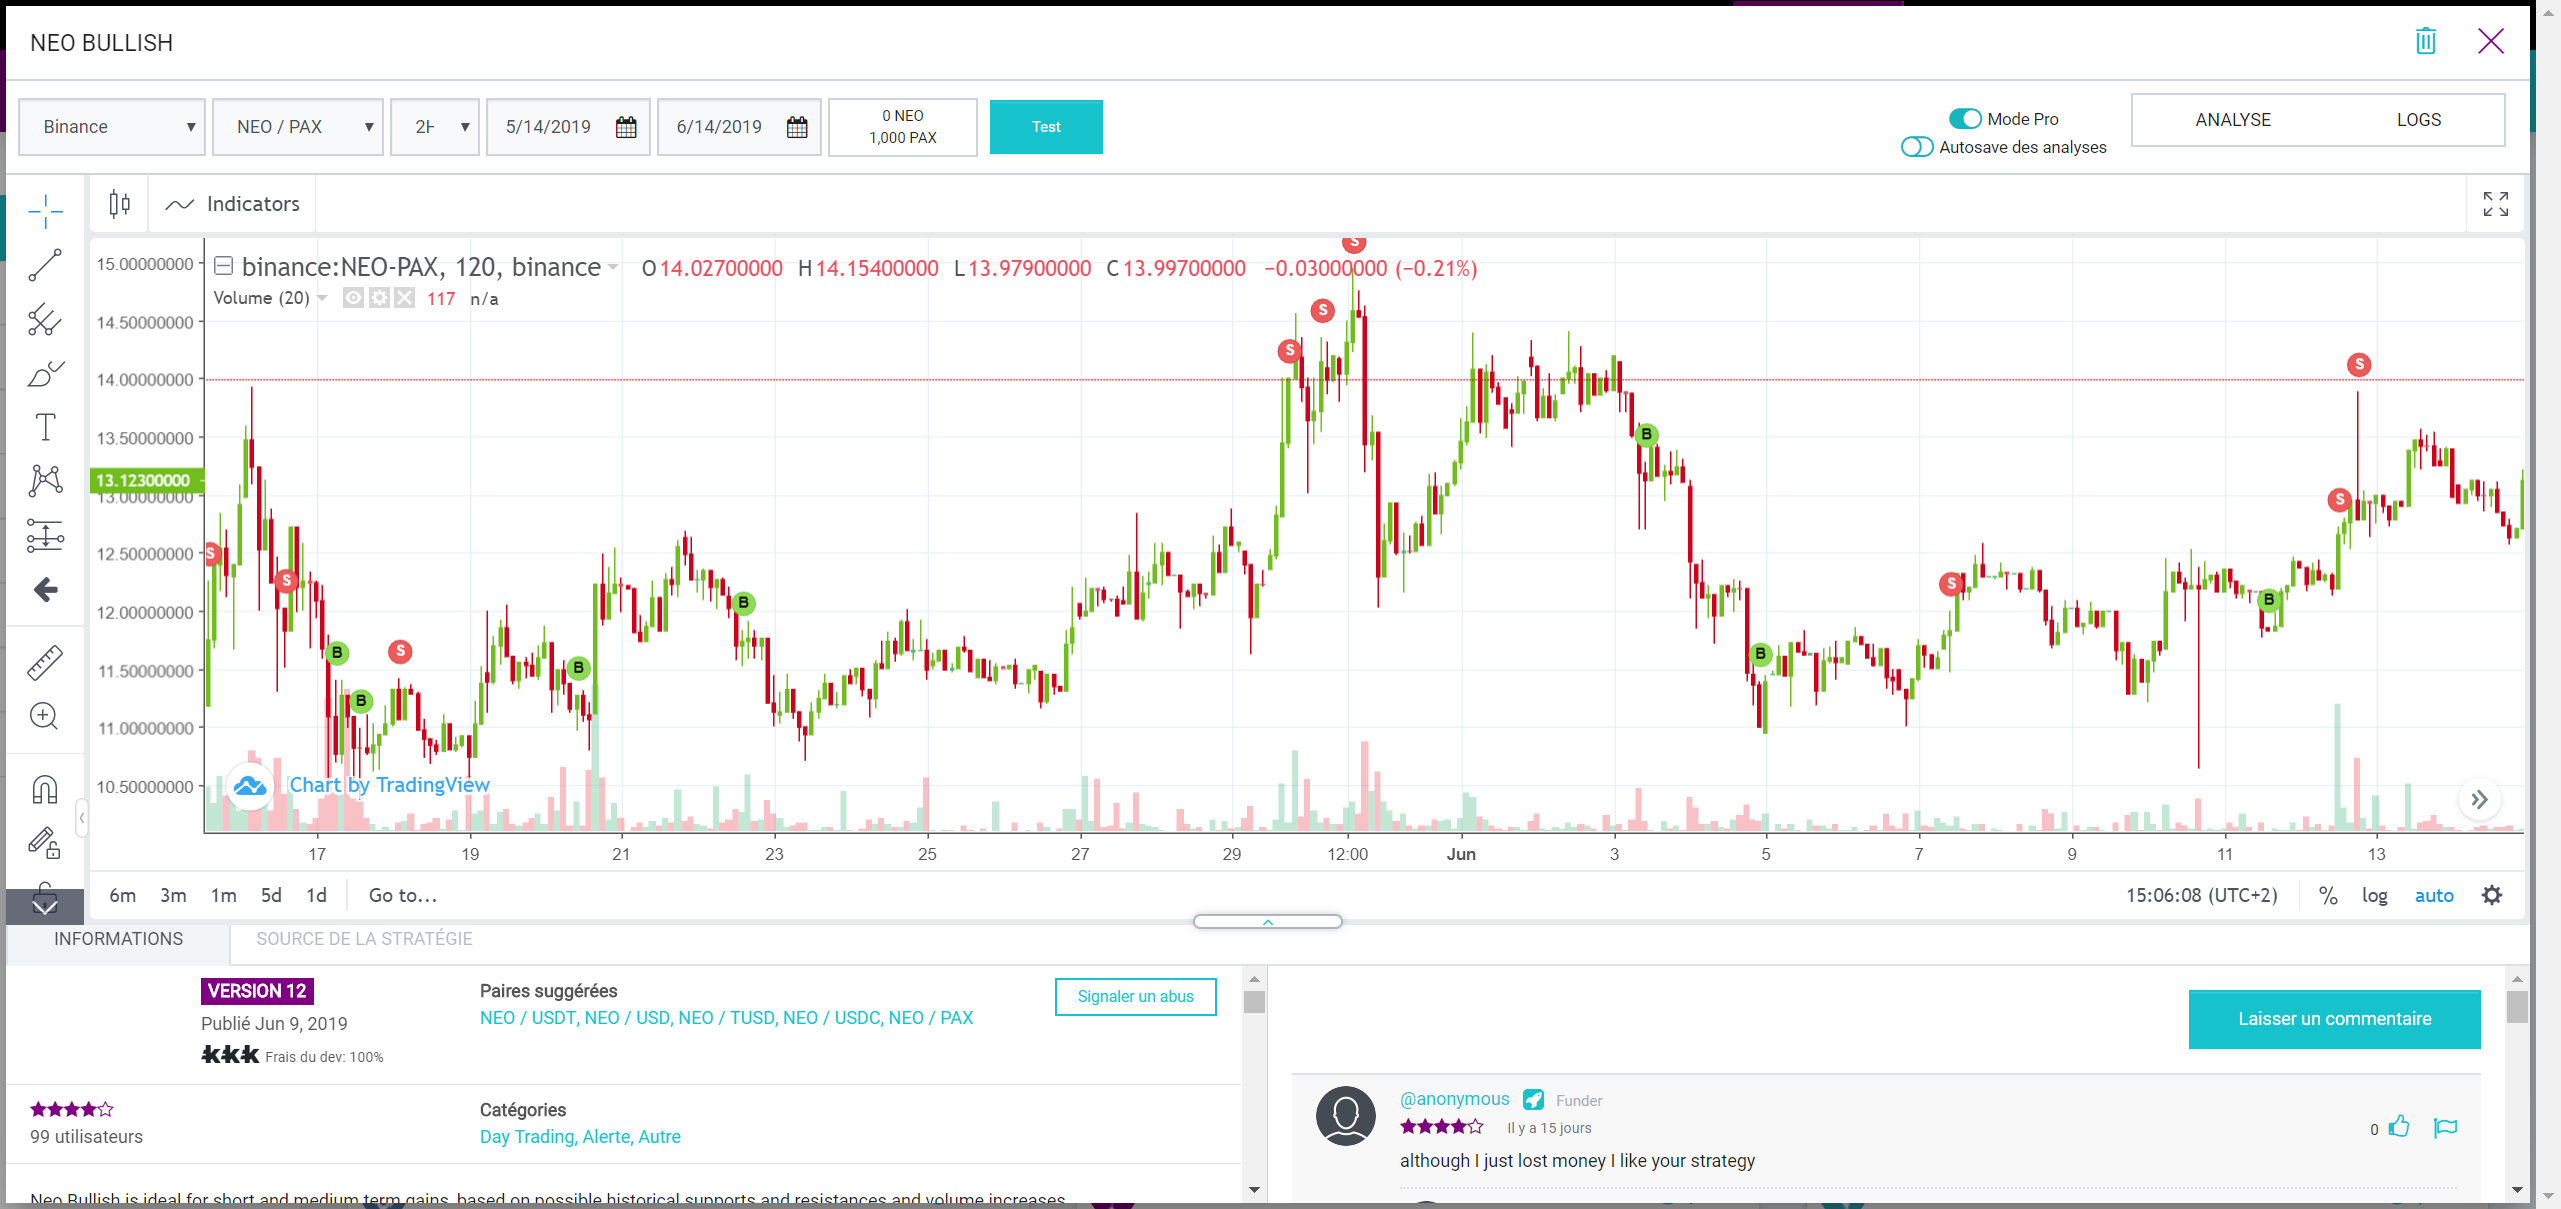 NEO BULLISH
Binance
NEO / PAX
5/14/2019
6/14/2019
0 NEO
1,000 PAX
Test
Mode Pro
Autosave des analyses
ANALYSE
LOGS
Indicators
binance:NEO-PAX, 120, binance O14.02700000 H14.15400000 L13.97900000 C13.99700000 −0.03000000 (−0.21%)
Volume (20) 117 n/a
15.00000000
14.50000000
14.00000000
13.50000000
13.12300000
13.00000000
12.50000000
12.00000000
11.50000000
11.00000000
10.50000000
S
S
B
B
S
B
B
S
S
S
B
B
S
B
S
S
Chart by TradingView
17 19 21 23 25 27 29 12:00 Jun 3 5 7 9 11 13
6m 3m 1m 5d 1d Go to...
15:06:08 (UTC+2) % log auto
INFORMATIONS
SOURCE DE LA STRATÉGIE
VERSION 12
Publié Jun 9, 2019
Frais du dev: 100%
Paires suggérées
NEO / USDT, NEO / USD, NEO / TUSD, NEO / USDC, NEO / PAX
Signaler un abus
99 utilisateurs
Catégories
Day Trading, Alerte, Autre
Neo Bullish is ideal for short and medium term gains, based on possible historical supports and resistances and volume increases
Laisser un commentaire
@anonymous Funder
Il y a 15 jours
0
although I just lost money I like your strategy